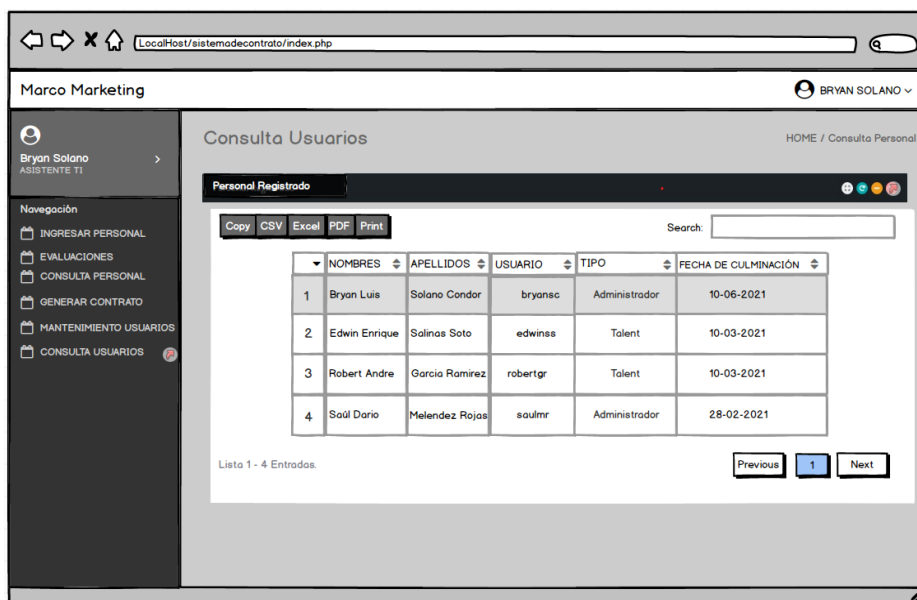 LocalHost/sistemadecontrato/index.php
Marco Marketing
BRYAN SOLANO
Bryan Solano
ASISTENTE TI
Navegación
INGRESAR PERSONAL
EVALUACIONES
CONSULTA PERSONAL
GENERAR CONTRATO
MANTENIMIENTO USUARIOS
CONSULTA USUARIOS
Consulta Usuarios
HOME / Consulta Personal
Personal Registrado
Copy CSV Excel PDF Print
Search:
NOMBRES APELLIDOS USUARIO TIPO FECHA DE CULMINACIÓN
1 Bryan Luis Solano Condor bryansc Administrador 10-06-2021
2 Edwin Enrique Salinas Soto edwinss Talent 10-03-2021
3 Robert Andre Garcia Ramirez robertgr Talent 10-03-2021
4 Saúl Dario Melendez Rojas saulmr Administrador 28-02-2021
Lista 1 - 4 Entradas.
Previous 1 Next